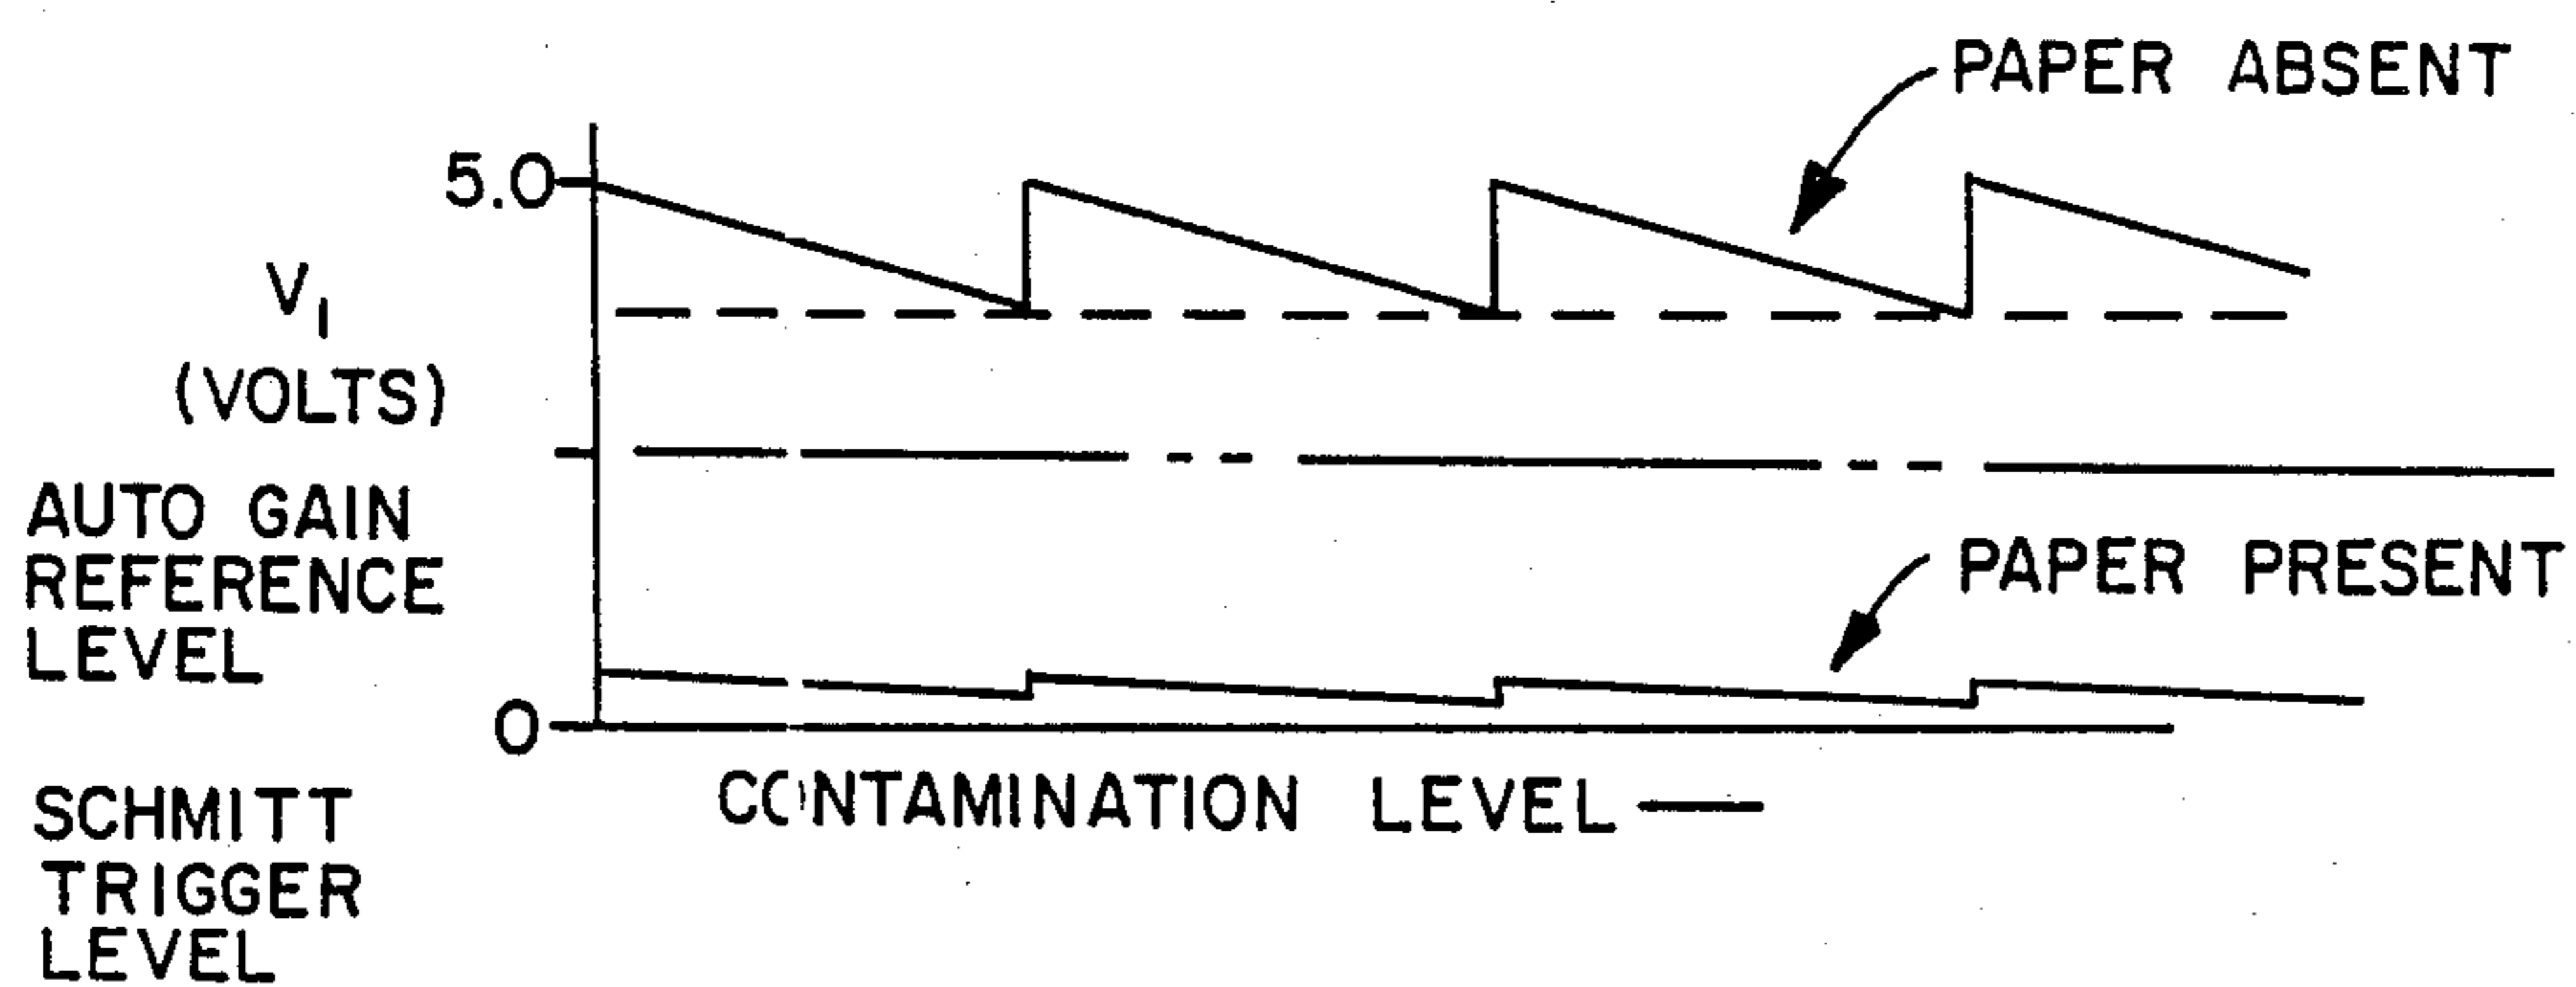 PAPER ABSENT
5.0
V1
(VOLTS)
AUTO GAIN
REFERENCE
LEVEL
PAPER PRESENT
0
CONTAMINATION LEVEL
SCHMITT
TRIGGER
LEVEL